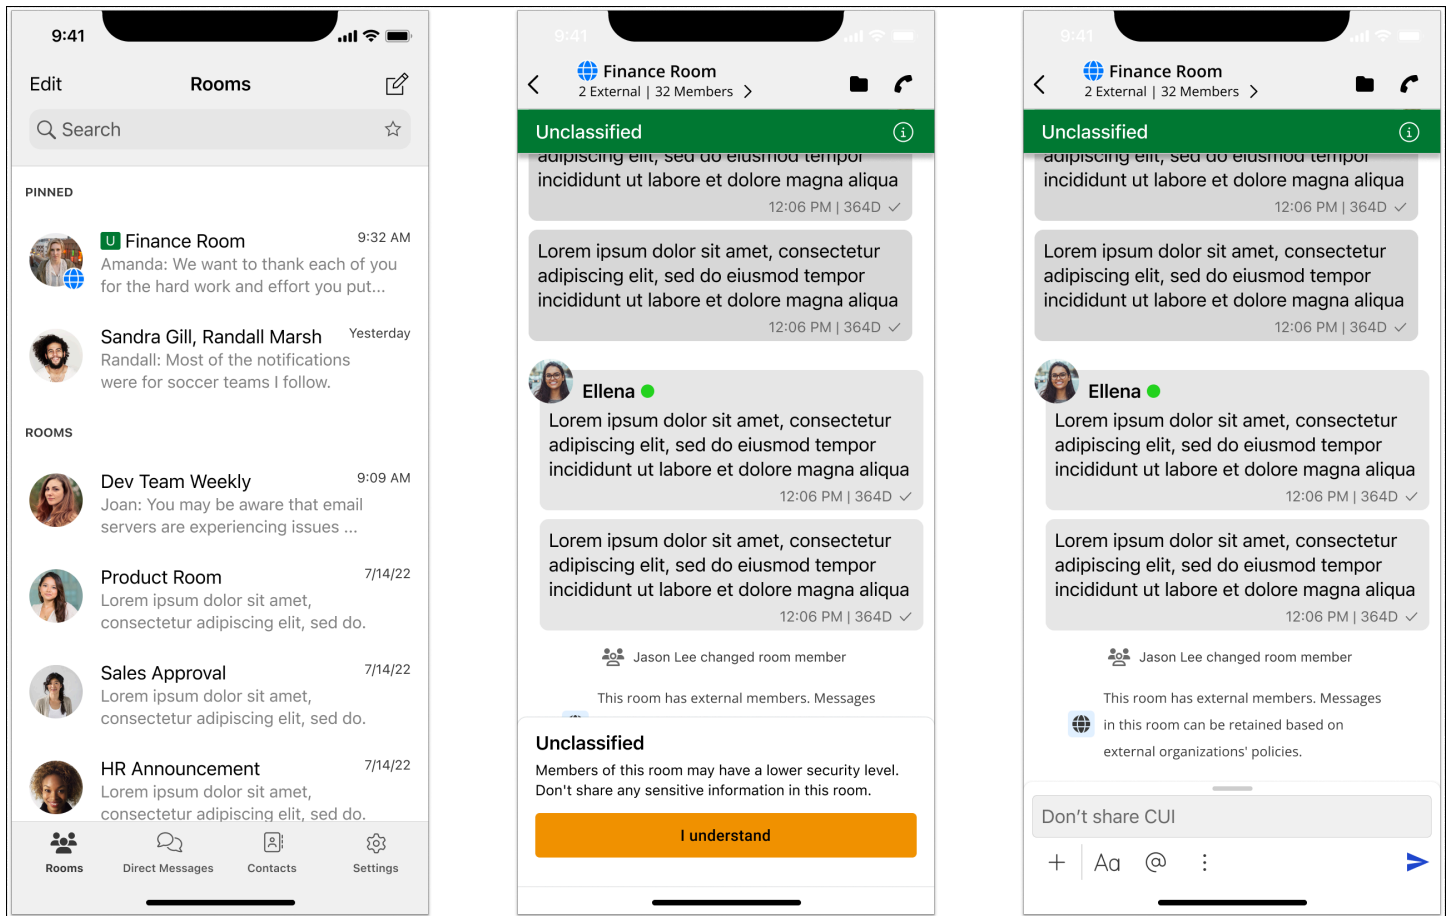 9:41
Edit
Rooms
Search
PINNED
U Finance Room
9:32 AM
Amanda: We want to thank each of you
for the hard work and effort you put...
Sandra Gill, Randall Marsh
Yesterday
Randall: Most of the notifications
were for soccer teams I follow.
ROOMS
Dev Team Weekly
9:09 AM
Joan: You may be aware that email
servers are experiencing issues ...
Product Room
7/14/22
Lorem ipsum dolor sit amet,
consectetur adipiscing elit, sed do.
Sales Approval
7/14/22
Lorem ipsum dolor sit amet,
consectetur adipiscing elit, sed do.
HR Announcement
7/14/22
Lorem ipsum dolor sit amet,
consectetur adipiscing elit, sed do.
Rooms
Direct Messages
Contacts
Settings
9:41
Finance Room
2 External | 32 Members
Unclassified
adipiscing elit, sed do eiusmod tempor
incididunt ut labore et dolore magna aliqua
12:06 PM | 364D
Lorem ipsum dolor sit amet, consectetur
adipiscing elit, sed do eiusmod tempor
incididunt ut labore et dolore magna aliqua
12:06 PM | 364D
Ellena
Lorem ipsum dolor sit amet, consectetur
adipiscing elit, sed do eiusmod tempor
incididunt ut labore et dolore magna aliqua
12:06 PM | 364D
Lorem ipsum dolor sit amet, consectetur
adipiscing elit, sed do eiusmod tempor
incididunt ut labore et dolore magna aliqua
12:06 PM | 364D
Jason Lee changed room member
This room has external members. Messages
Unclassified
Members of this room may have a lower security level.
Don't share any sensitive information in this room.
I understand
9:41
Finance Room
2 External | 32 Members
Unclassified
adipiscing elit, sed do eiusmod tempor
incididunt ut labore et dolore magna aliqua
12:06 PM | 364D
Lorem ipsum dolor sit amet, consectetur
adipiscing elit, sed do eiusmod tempor
incididunt ut labore et dolore magna aliqua
12:06 PM | 364D
Ellena
Lorem ipsum dolor sit amet, consectetur
adipiscing elit, sed do eiusmod tempor
incididunt ut labore et dolore magna aliqua
12:06 PM | 364D
Lorem ipsum dolor sit amet, consectetur
adipiscing elit, sed do eiusmod tempor
incididunt ut labore et dolore magna aliqua
12:06 PM | 364D
Jason Lee changed room member
This room has external members. Messages
in this room can be retained based on
external organizations' policies.
Don’t share CUI
Aa @